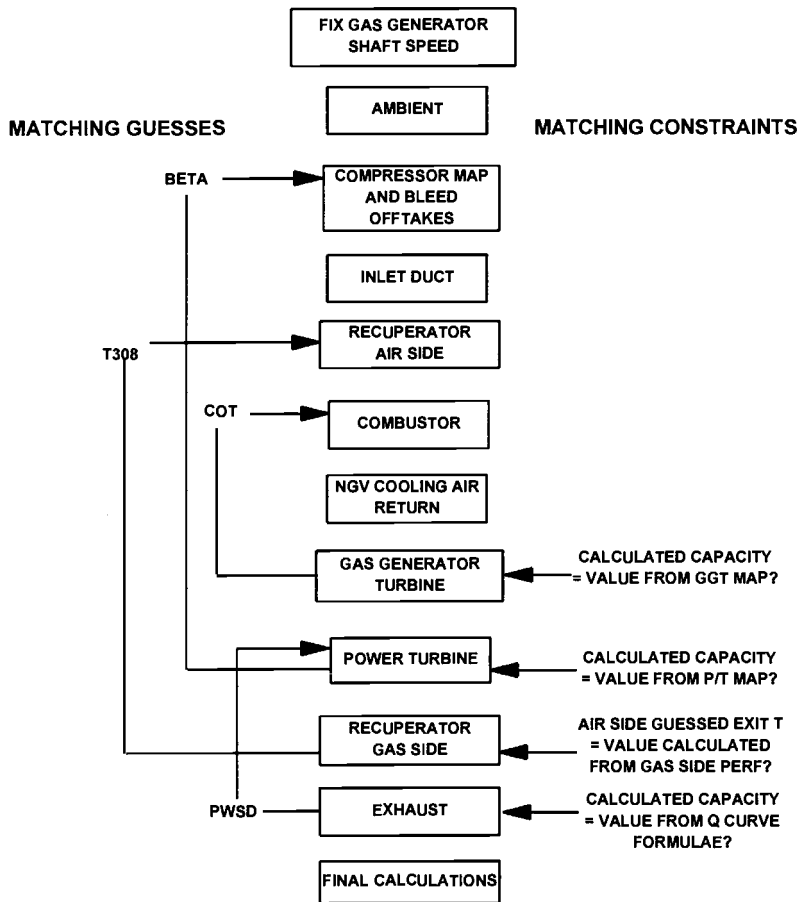 FIX GAS GENERATOR
SHAFT SPEED
AMBIENT
MATCHING GUESSES
MATCHING CONSTRAINTS
BETA
COMPRESSOR MAP
AND BLEED
OFFTAKES
INLET DUCT
T308
RECUPERATOR
AIR SIDE
COT
COMBUSTOR
NGV COOLING AIR
RETURN
GAS GENERATOR
TURBINE
CALCULATED CAPACITY
= VALUE FROM GGT MAP?
POWER TURBINE
CALCULATED CAPACITY
= VALUE FROM P/T MAP?
RECUPERATOR
GAS SIDE
AIR SIDE GUESSED EXIT T
= VALUE CALCULATED
FROM GAS SIDE PERF?
PWSD
EXHAUST
CALCULATED CAPACITY
= VALUE FROM Q CURVE
FORMULAE?
FINAL CALCULATIONS